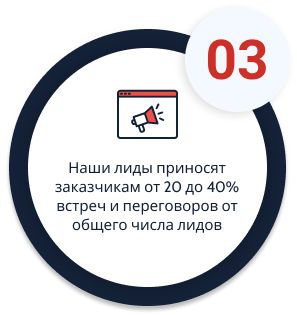 03
Наши лиды приносят
заказчикам от 20 до 40%
встреч и переговоров от
общего числа лидов